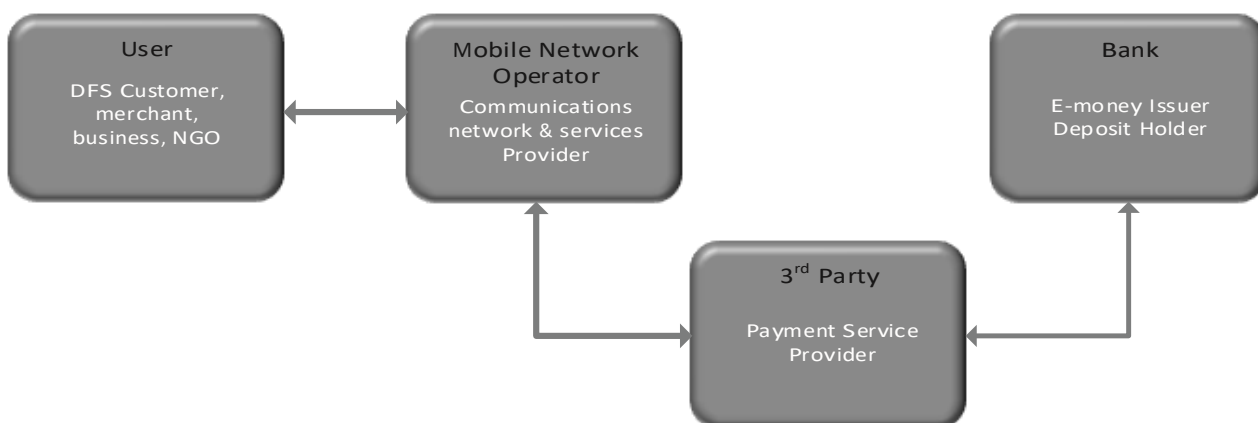 User
DFS Customer,
merchant,
business, NGO
Mobile Network
Operator
Communications
network & services
Provider
Bank
E-money Issuer
Deposit Holder
3rd Party
Payment Service
Provider